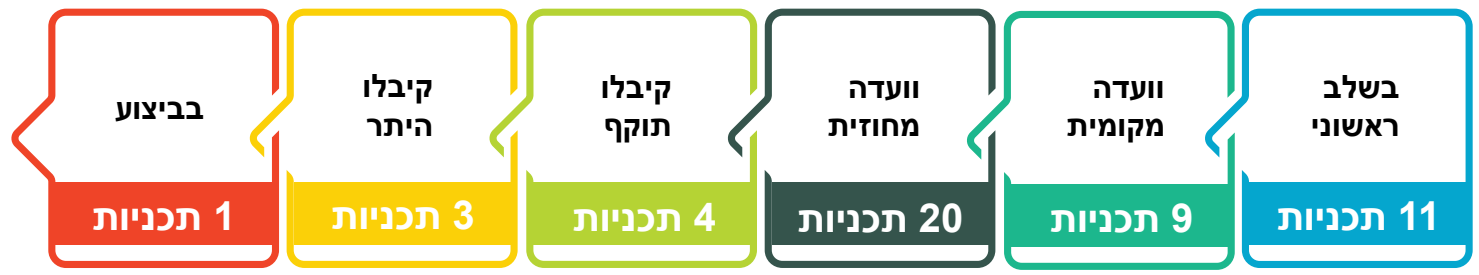 בשלב
ראשוני
11 תכניות
וועדה
מקומית
9 תכניות
וועדה
מחוזית
20 תכניות
קיבלו
תוקף
4 תכניות
קיבלו
היתר
3 תכניות
בביצוע
1 תכניות